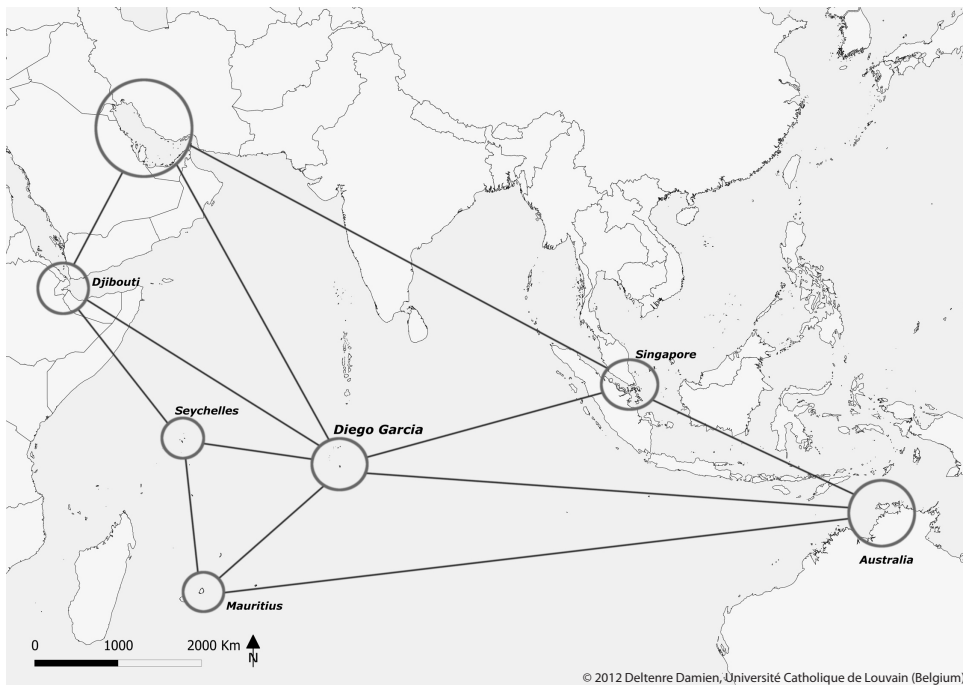 Djibouti
Singapore
Seychelles
Diego Garcia
Australia
Mauritius
0 1000 2000 Km
N
© 2012 Deltenre Damien, Université Catholique de Louvain (Belgium)